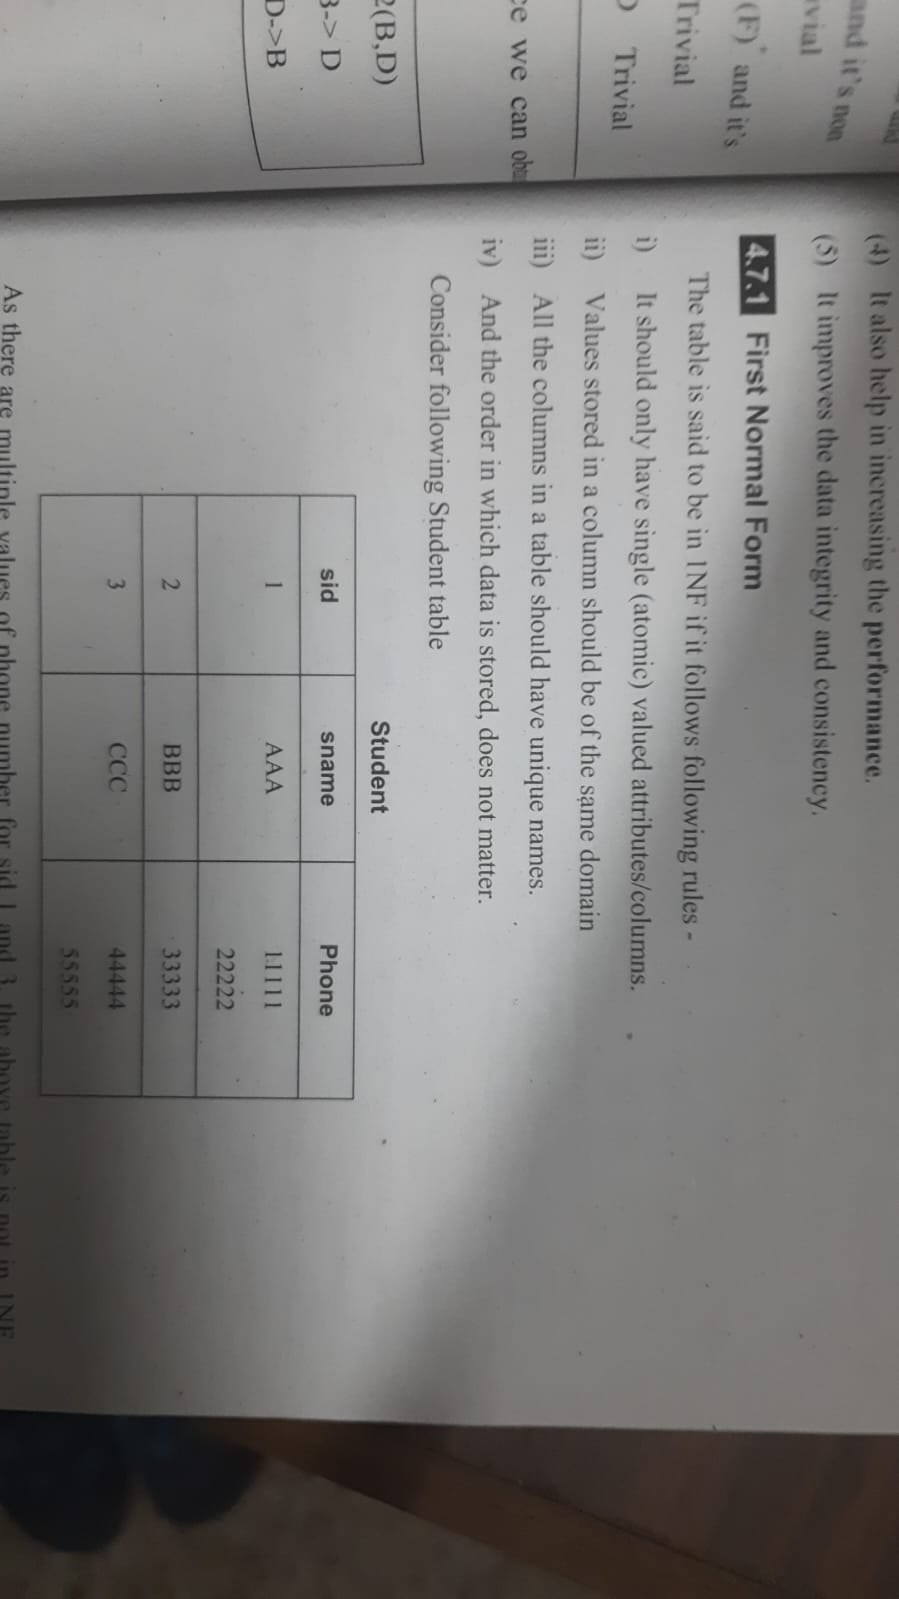 and it's non
vial
(F)+ and it's
Trivial
Trivial
we can
2(B,D)
B-> D
D->B
(4) It also help in increasing the performance.
(5) It improves the data integrity and consistency.
4.7.1 First Normal Form
The table is said to be in 1NF if it follows following rules -
i) It should only have single (atomic) valued attributes/columns.
ii) Values stored in a column should be of the same domain
iii) All the columns in a table should have unique names.
iv) And the order in which data is stored, does not matter.
Consider following Student table
Student
sid sname Phone
1 AAA 11111
22222
2 BBB 33333
3 CCC 44444
55555
As there are multiple values of phone number for sid 1 and 3, the above table is not in 1NF